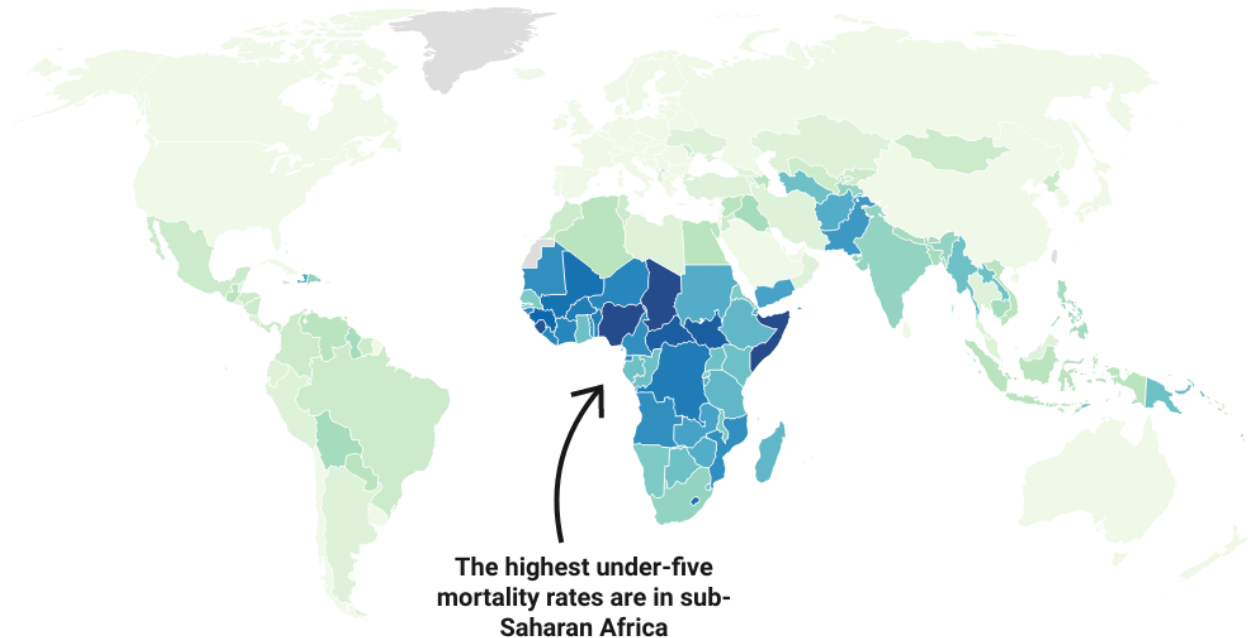 The highest under-five
mortality rates are in sub-
Saharan Africa